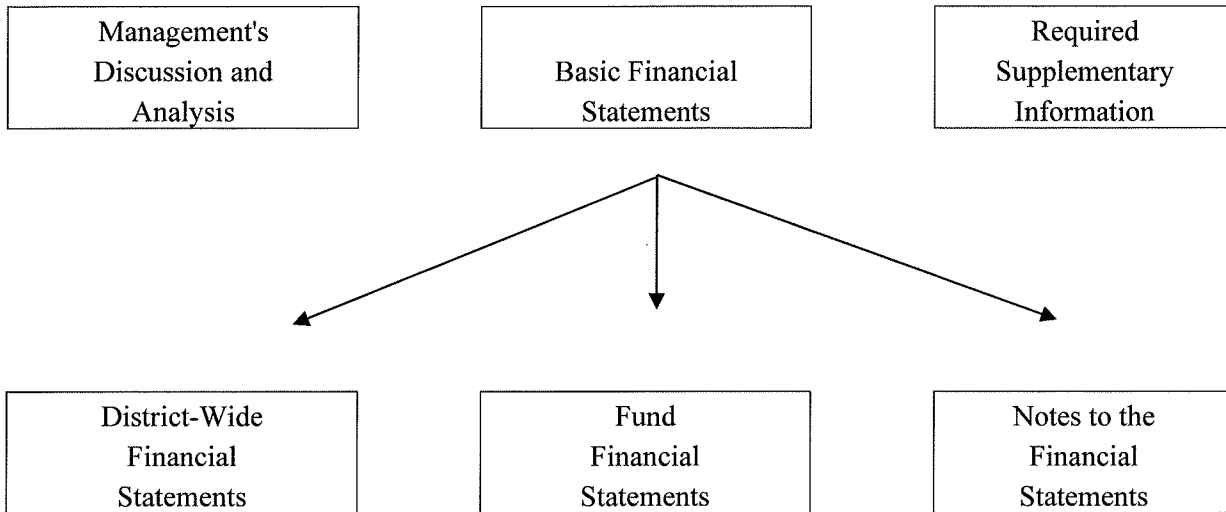 Management's
Discussion and
Analysis
Basic Financial
Statements
Required
Supplementary
Information
District-Wide
Financial
Statements
Fund
Financial
Statements
Notes to the
Financial
Statements